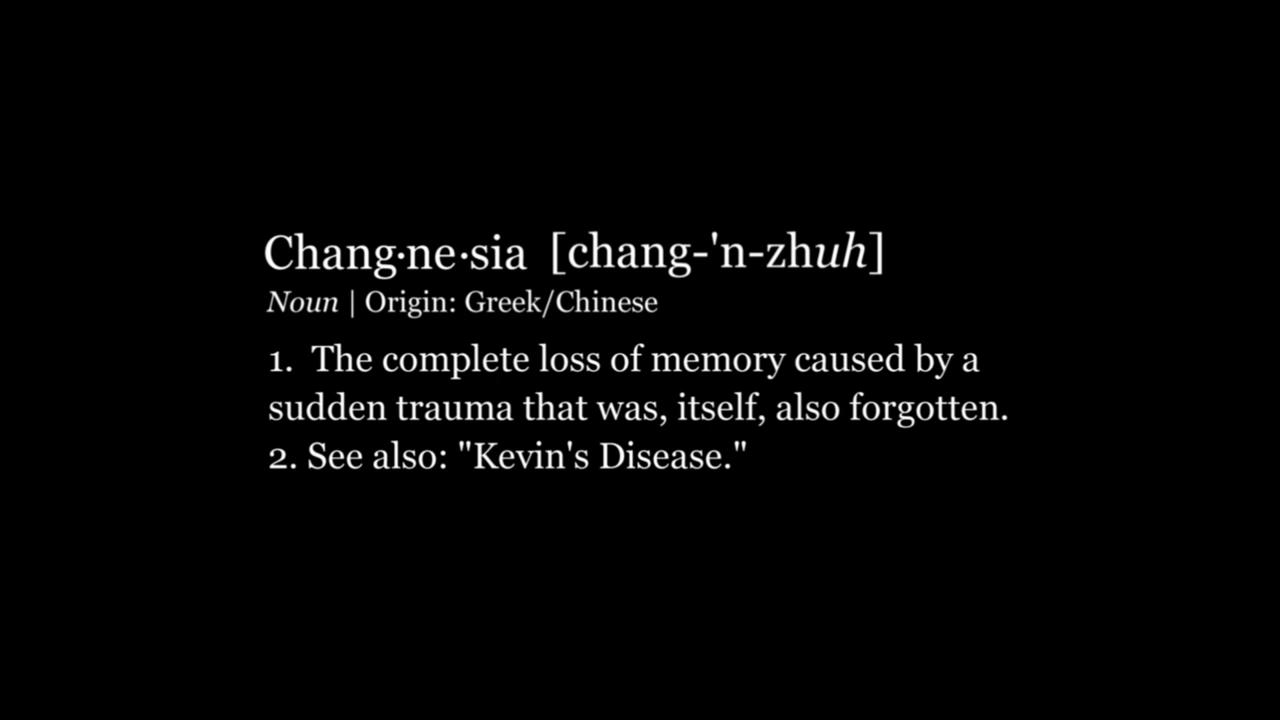 Chang·ne·sia [chang-'n-zhuh]
Noun | Origin: Greek/Chinese
1. The complete loss of memory caused by a
sudden trauma that was, itself, also forgotten.
2. See also: "Kevin's Disease."